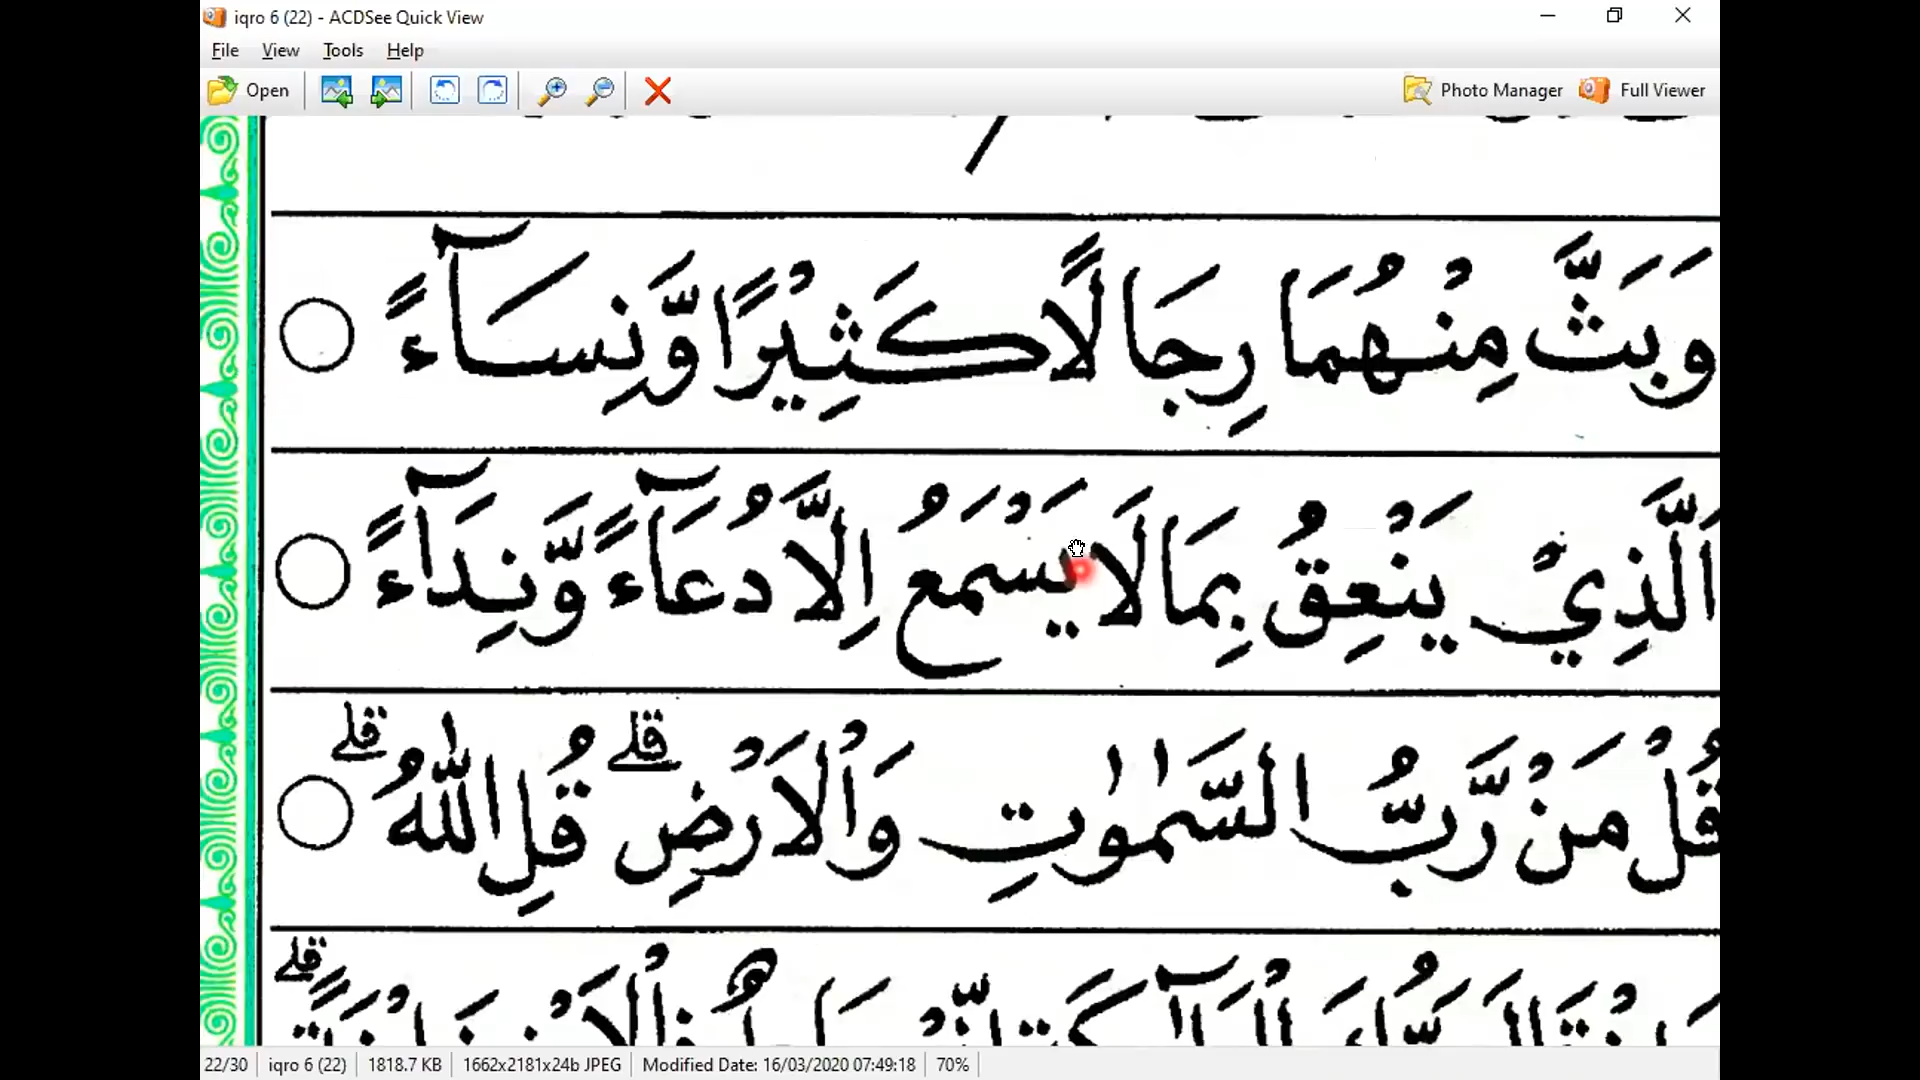 iqro 6 (22) - ACDSee Quick View
File View Tools Help
Open Photo Manager Full Viewer
وَبَثَّ مِنْهُمَا رِجَالًا كَثِيْرًا وَّنِسَآءً
اَلَّذِيْ يَنْعِقُ بِمَا لَا يَسْمَعُ اِلَّا دُعَآءً وَّنِدَآءً
قُلْ مَنْ رَّبُّ السَّمٰوٰتِ وَالْاَرْضِ ۗ قُلِ اللّٰهُ ۗ
22/30 iqro 6 (22) 1818.7 KB 1662x2181x24b JPEG Modified Date: 16/03/2020 07:49:18 70%